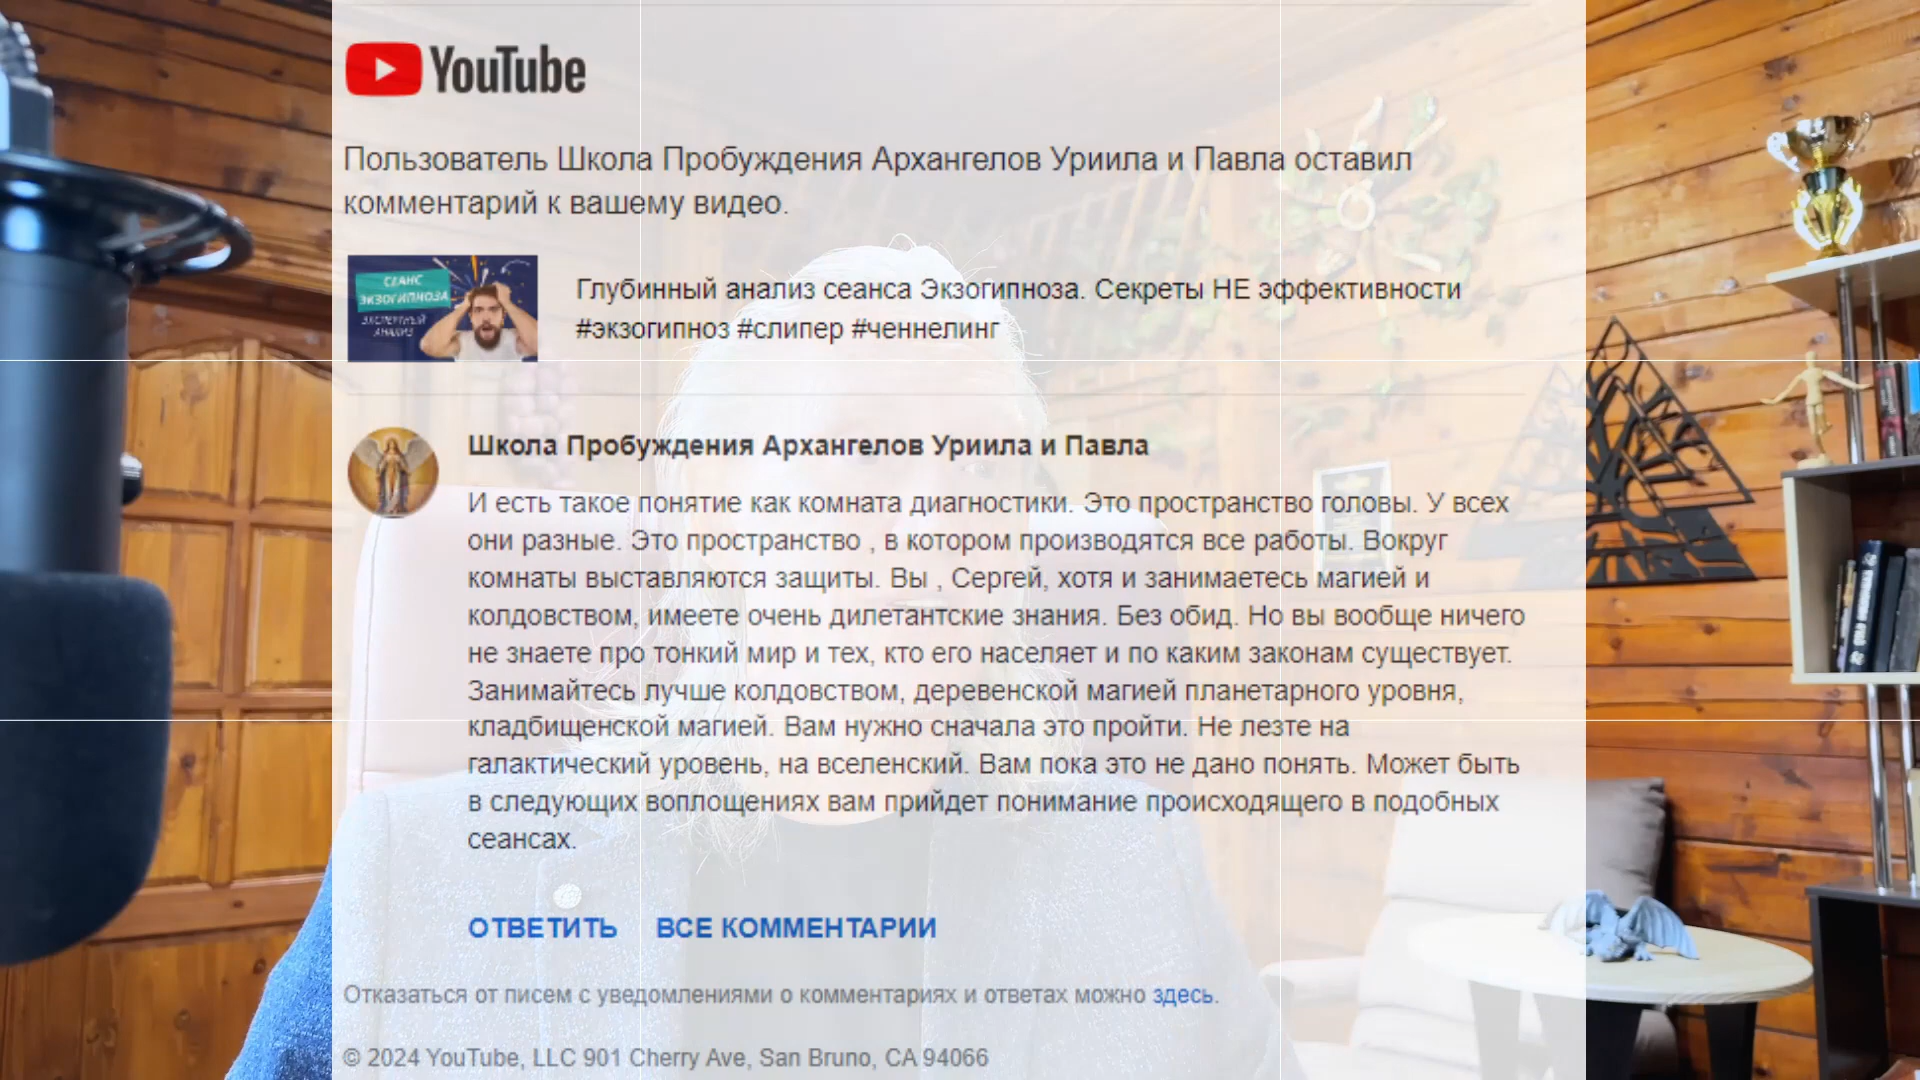 YouTube
Пользователь Школа Пробуждения Архангелов Уриила и Павла оставил
комментарий к вашему видео.
СЕАНС
ЭКЗОГИПНОЗА
ЭКСПЕРТНЫЙ
АНАЛИЗ
Глубинный анализ сеанса Экзогипноза. Секреты НЕ эффективности
#экзогипноз #слипер #ченнелинг
Школа Пробуждения Архангелов Уриила и Павла
И есть такое понятие как комната диагностики. Это пространство головы. У всех
они разные. Это пространство , в котором производятся все работы. Вокруг
комнаты выставляются защиты. Вы , Сергей, хотя и занимаетесь магией и
колдовством, имеете очень дилетантские знания. Без обид. Но вы вообще ничего
не знаете про тонкий мир и тех, кто его населяет и по каким законам существует.
Занимайтесь лучше колдовством, деревенской магией планетарного уровня,
кладбищенской магией. Вам нужно сначала это пройти. Не лезте на
галактический уровень, на вселенский. Вам пока это не дано понять. Может быть
в следующих воплощениях вам прийдет понимание происходящего в подобных
сеансах.
ОТВЕТИТЬ ВСЕ КОММЕНТАРИИ
Отказаться от писем с уведомлениями о комментариях и ответах можно здесь.
© 2024 YouTube, LLC 901 Cherry Ave, San Bruno, CA 94066